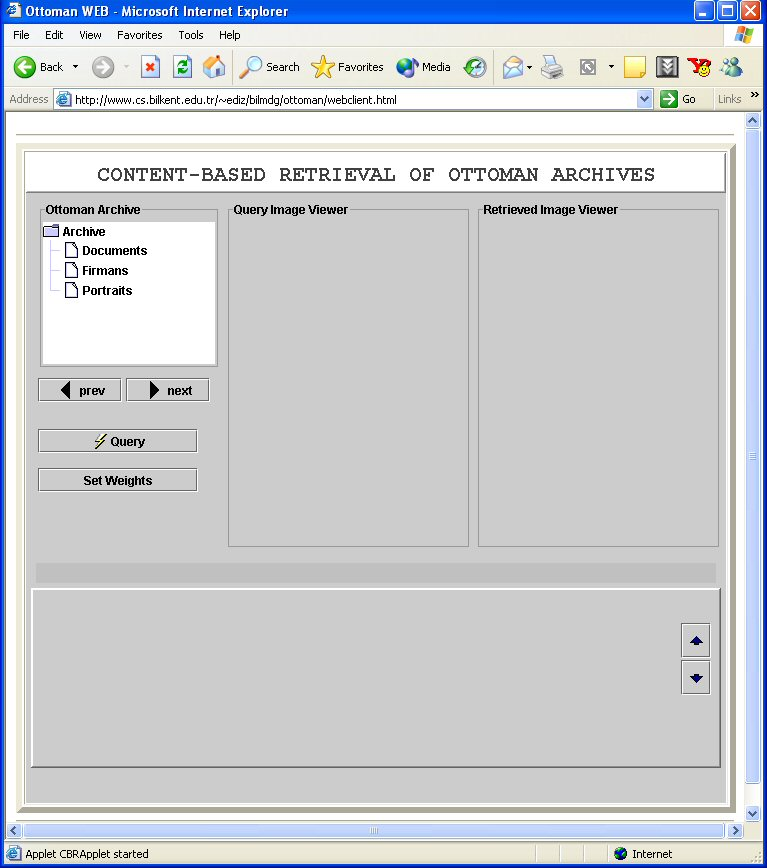 Ottoman WEB - Microsoft Internet Explorer
File Edit View Favorites Tools Help
Back Search Favorites Media
Address http://www.cs.bilkent.edu.tr/~ediz/bilmdg/ottoman/webclient.html Go Links »
CONTENT-BASED RETRIEVAL OF OTTOMAN ARCHIVES
Ottoman Archive
Archive
Documents
Firmans
Portraits
prev next
Query
Set Weights
Query Image Viewer
Retrieved Image Viewer
Applet CBRApplet started Internet